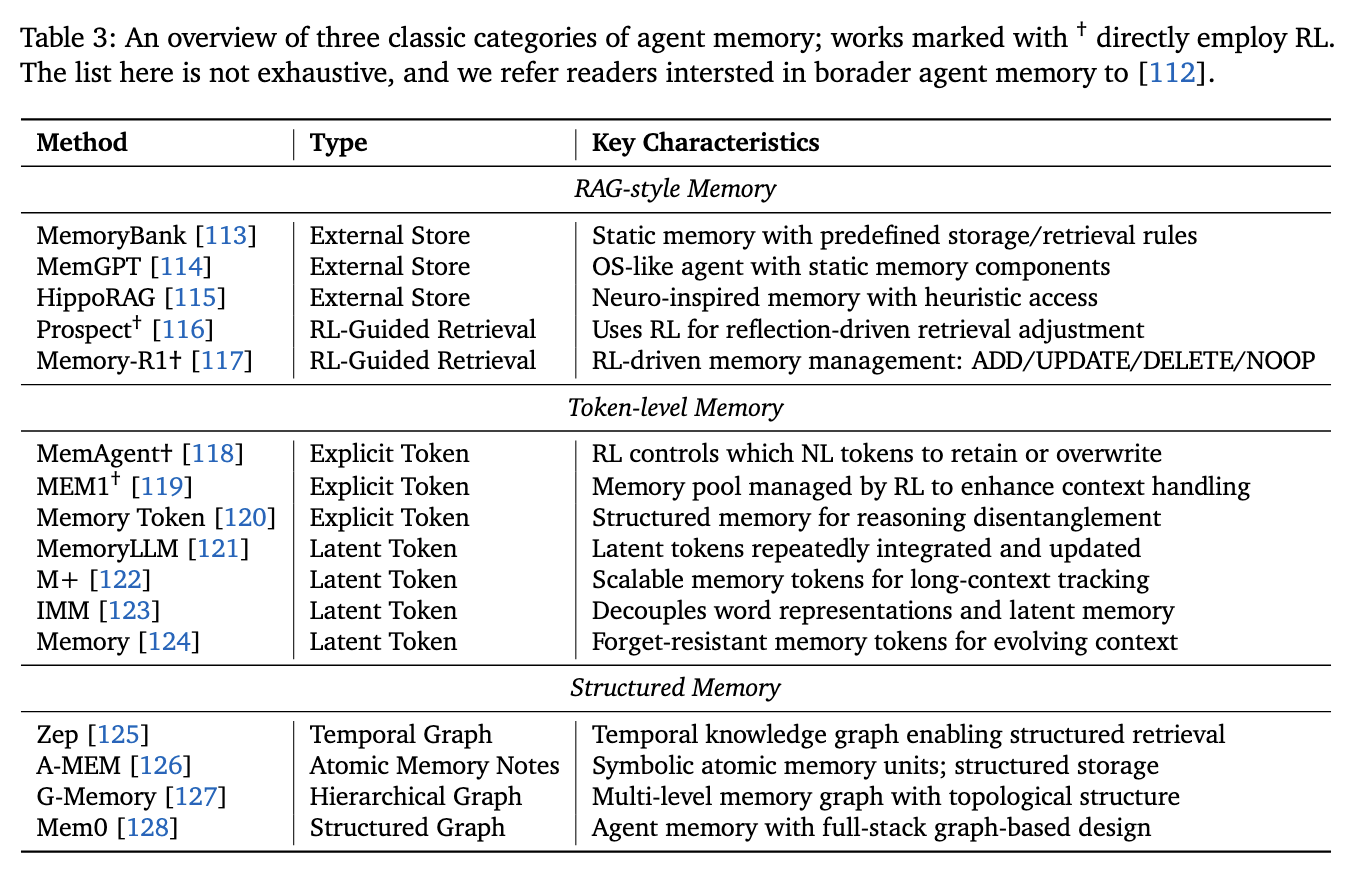 Table 3: An overview of three classic categories of agent memory; works marked with † directly employ RL.
The list here is not exhaustive, and we refer readers intersted in borader agent memory to [112].
Method Type Key Characteristics
RAG-style Memory
MemoryBank [113] External Store Static memory with predefined storage/retrieval rules
MemGPT [114] External Store OS-like agent with static memory components
HippoRAG [115] External Store Neuro-inspired memory with heuristic access
Prospect† [116] RL-Guided Retrieval Uses RL for reflection-driven retrieval adjustment
Memory-R1† [117] RL-Guided Retrieval RL-driven memory management: ADD/UPDATE/DELETE/NOOP
Token-level Memory
MemAgent† [118] Explicit Token RL controls which NL tokens to retain or overwrite
MEM1† [119] Explicit Token Memory pool managed by RL to enhance context handling
Memory Token [120] Explicit Token Structured memory for reasoning disentanglement
MemoryLLM [121] Latent Token Latent tokens repeatedly integrated and updated
M+ [122] Latent Token Scalable memory tokens for long-context tracking
IMM [123] Latent Token Decouples word representations and latent memory
Memory [124] Latent Token Forget-resistant memory tokens for evolving context
Structured Memory
Zep [125] Temporal Graph Temporal knowledge graph enabling structured retrieval
A-MEM [126] Atomic Memory Notes Symbolic atomic memory units; structured storage
G-Memory [127] Hierarchical Graph Multi-level memory graph with topological structure
Mem0 [128] Structured Graph Agent memory with full-stack graph-based design